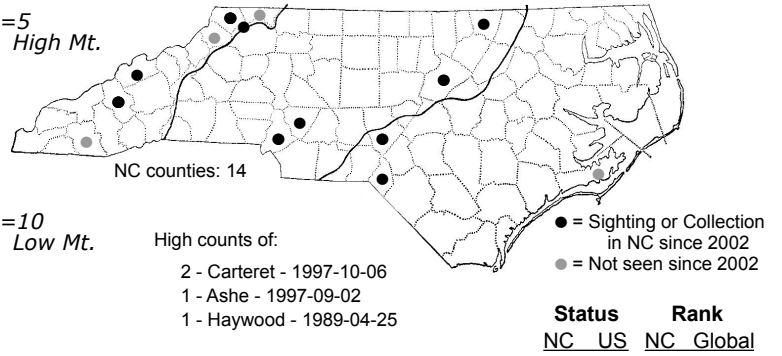 =5
High Mt.
NC counties: 14
=10
Low Mt.
High counts of:
2 - Carteret - 1997-10-06
1 - Ashe - 1997-09-02
1 - Haywood - 1989-04-25
= Sighting or Collection
in NC since 2002
= Not seen since 2002
Status Rank
NC US NC Global